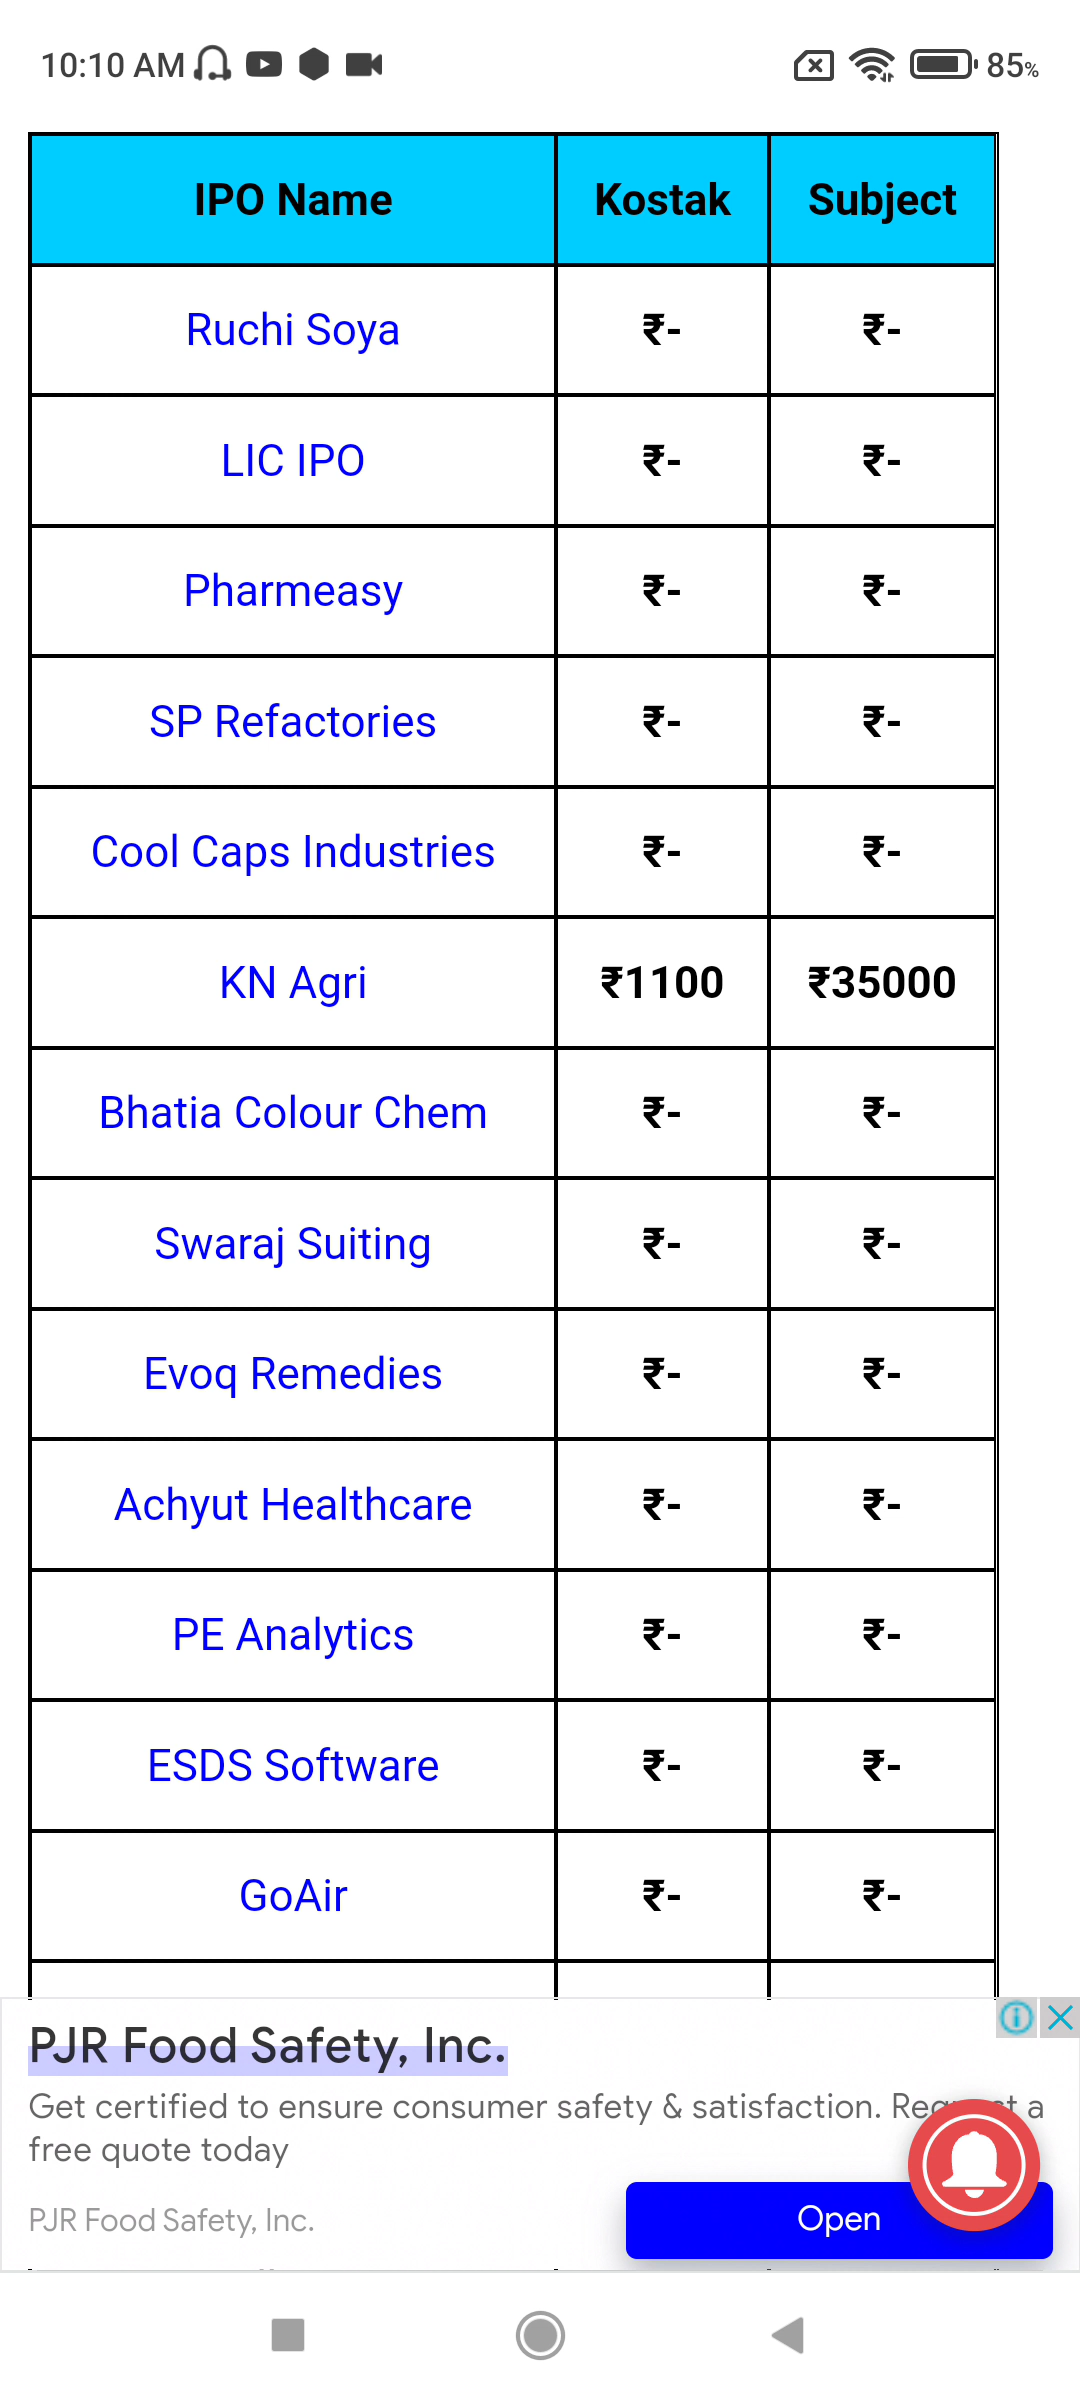 10:10 AM 85%
IPO Name Kostak Subject
Ruchi Soya ₹- ₹-
LIC IPO ₹- ₹-
Pharmeasy ₹- ₹-
SP Refactories ₹- ₹-
Cool Caps Industries ₹- ₹-
KN Agri ₹1100 ₹35000
Bhatia Colour Chem ₹- ₹-
Swaraj Suiting ₹- ₹-
Evoq Remedies ₹- ₹-
Achyut Healthcare ₹- ₹-
PE Analytics ₹- ₹-
ESDS Software ₹- ₹-
GoAir ₹- ₹-
PJR Food Safety, Inc.
Get certified to ensure consumer safety & satisfaction. a
free quote today
PJR Food Safety, Inc. Open